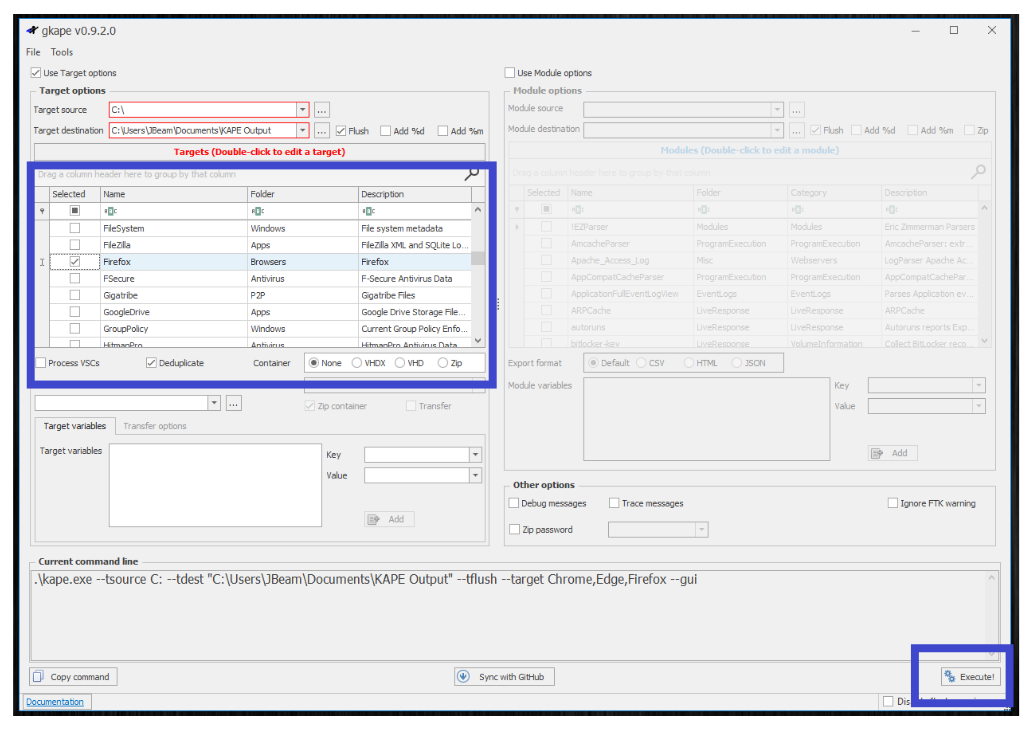 gkape v0.9.2.0
File Tools
Use Target options
Target options
Target source C:\ ...
Target destination C:\Users\JBeam\Documents\KAPE Output ... Flush Add %d Add %m
Targets (Double-click to edit a target)
Drag a column header here to group by that column
Selected Name Folder Description
FileSystem Windows File system metadata
FileZilla Apps FileZilla XML and SQLite Lo...
Firefox Browsers Firefox
FSecure Antivirus F-Secure Antivirus Data
Gigatribe P2P Gigatribe Files
GoogleDrive Apps Google Drive Storage File...
GroupPolicy Windows Current Group Policy Enfo...
HitmanPro Antivirus HitmanPro Antivirus Data
Process VSCs Deduplicate Container None VHDX VHD Zip
... Zip container Transfer
Target variables Transfer options
Target variables Key
Value
Add
Use Module options
Module options
Module source ...
Module destination ... Flush Add %d Add %m Zip
Modules (Double-click to edit a module)
Drag a column header here to group by that column
Selected Name Folder Category Description
!EZParser Modules Modules Eric Zimmerman Parsers
AmcacheParser ProgramExecution ProgramExecution AmcacheParser: extr...
Apache_Access_Log Misc Webservers LogParser Apache Ac...
AppCompatCacheParser ProgramExecution ProgramExecution AppCompatCachePar...
ApplicationFullEventLogView EventLogs EventLogs Parses Application ev...
ARPCache LiveResponse LiveResponse ARPCache
autoruns LiveResponse LiveResponse Autoruns reports Exp...
bitlocker-key LiveResponse VolumeInformation Collect BitLocker reco...
Export format Default CSV HTML JSON
Module variables Key
Value
Add
Other options
Debug messages Trace messages Ignore FTK warning
Zip password
Current command line
.\kape.exe --tsource C: --tdest "C:\Users\JBeam\Documents\KAPE Output" --tflush --target Chrome,Edge,Firefox --gui
Copy command Sync with GitHub Execute!
Documentation